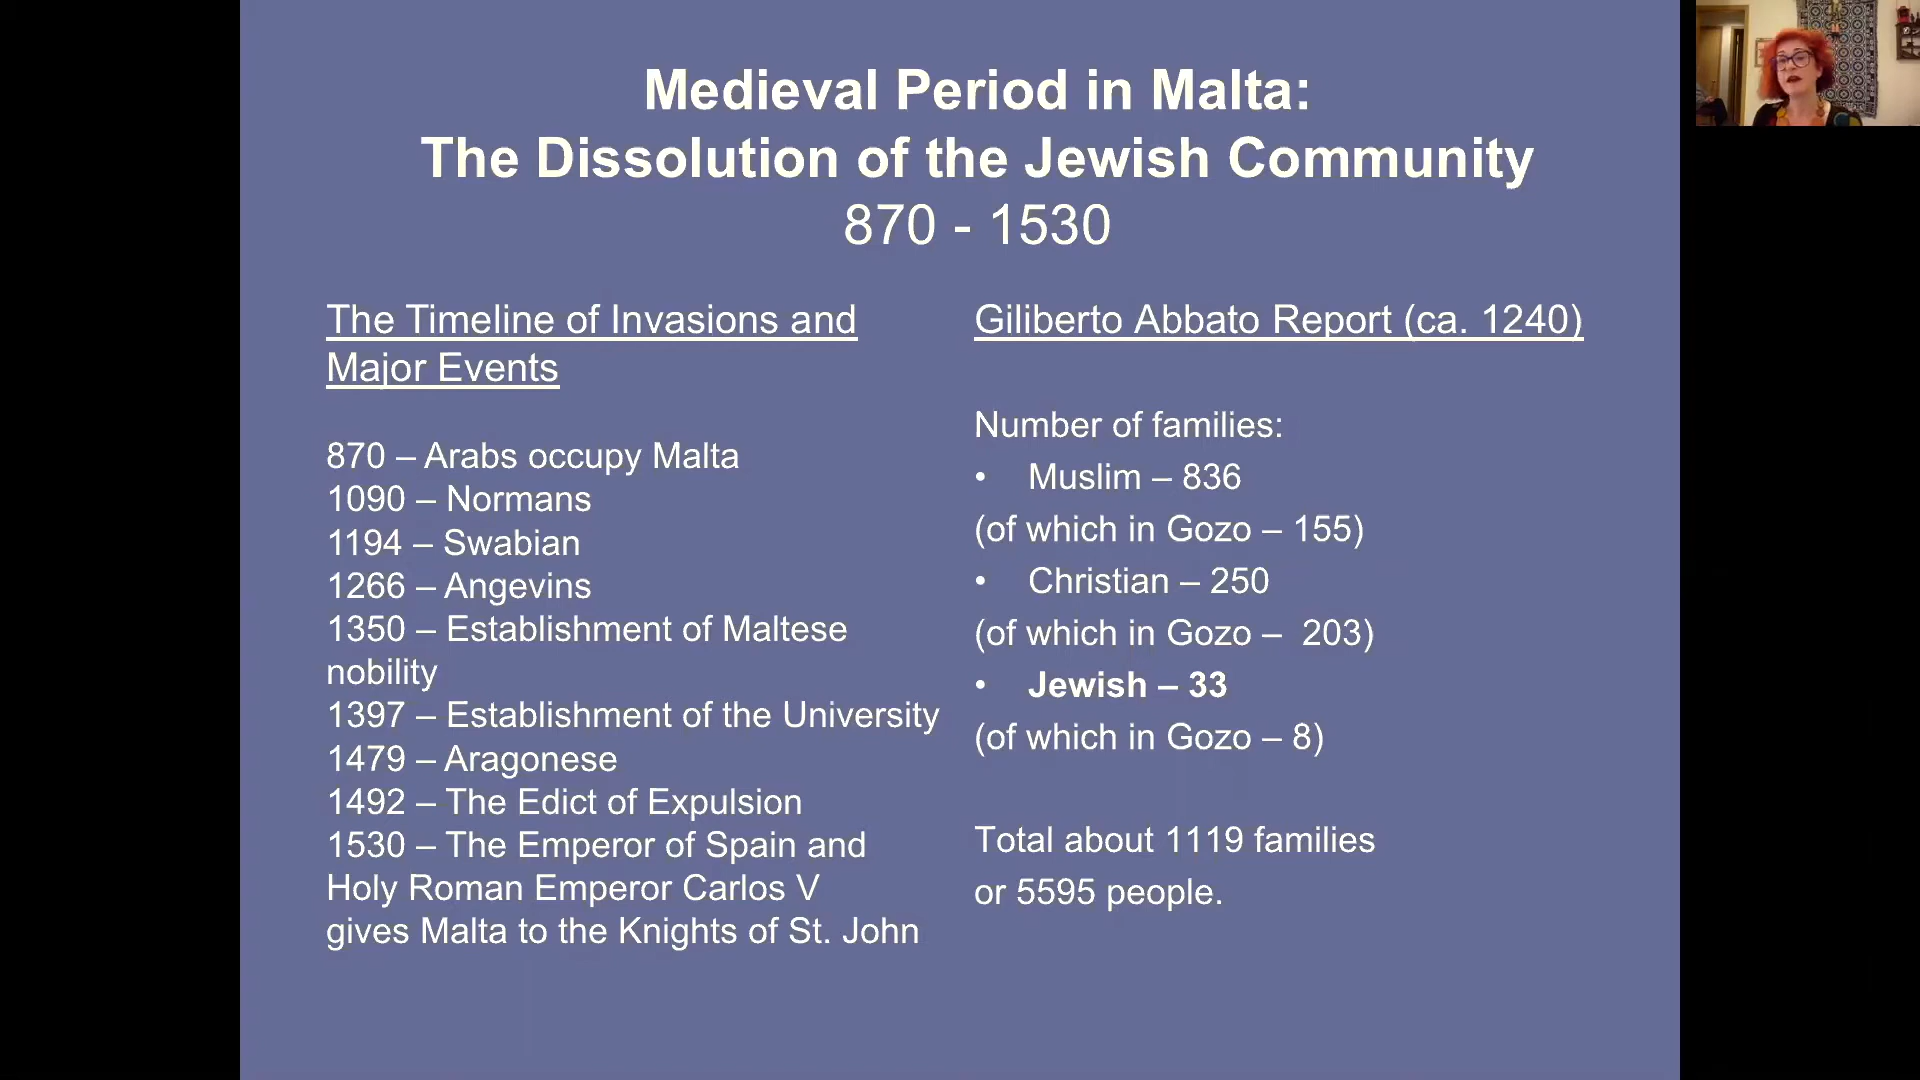 Medieval Period in Malta:
The Dissolution of the Jewish Community
870 - 1530
The Timeline of Invasions and
Major Events
870 – Arabs occupy Malta
1090 – Normans
1194 – Swabian
1266 – Angevins
1350 – Establishment of Maltese
nobility
1397 – Establishment of the University
1479 – Aragonese
1492 – The Edict of Expulsion
1530 – The Emperor of Spain and
Holy Roman Emperor Carlos V
gives Malta to the Knights of St. John
Giliberto Abbato Report (ca. 1240)
Number of families:
• Muslim – 836
(of which in Gozo – 155)
• Christian – 250
(of which in Gozo – 203)
• Jewish – 33
(of which in Gozo – 8)
Total about 1119 families
or 5595 people.